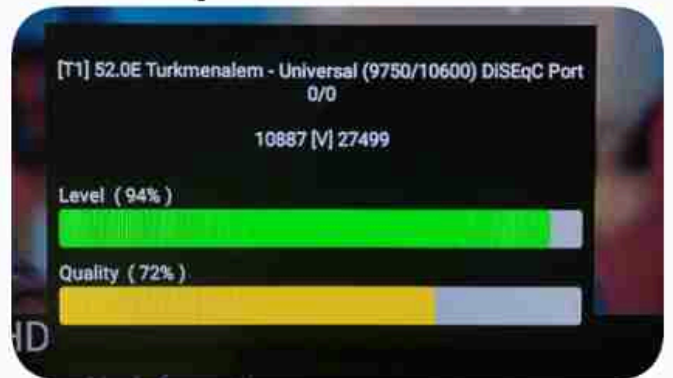 [T1] 52.0E Turkmenalem - Universal (9750/10600) DiSEqC Port
0/0
10887 [V] 27499
Level ( 94% )
Quality ( 72% )
HD